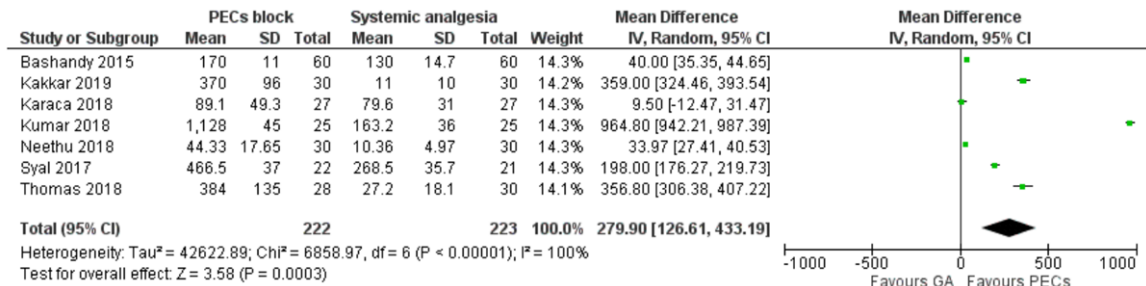 PECs block Systemic analgesia Mean Difference Mean Difference
Study or Subgroup Mean SD Total Mean SD Total Weight IV, Random, 95% CI IV, Random, 95% CI
Bashandy 2015 170 11 60 130 14.7 60 14.3% 40.00 [35.35, 44.65]
Kakkar 2019 370 96 30 11 10 30 14.2% 359.00 [324.46, 393.54]
Karaca 2018 89.1 49.3 27 79.6 31 27 14.3% 9.50 [-12.47, 31.47]
Kumar 2018 1,128 45 25 163.2 36 25 14.3% 964.80 [942.21, 987.39]
Neethu 2018 44.33 17.65 30 10.36 4.97 30 14.3% 33.97 [27.41, 40.53]
Syal 2017 466.5 37 22 268.5 35.7 21 14.3% 198.00 [176.27, 219.73]
Thomas 2018 384 135 28 27.2 18.1 30 14.1% 356.80 [306.38, 407.22]
Total (95% CI) 222 223 100.0% 279.90 [126.61, 433.19]
Heterogeneity: Tau² = 42622.89; Chi² = 6858.97, df = 6 (P < 0.00001); I² = 100%
Test for overall effect: Z = 3.58 (P = 0.0003)
-1000 -500 0 500 1000
Favours GA Favours PECs